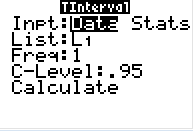 TInterval
Inpt:Data Stats
List:L₁
Freq:1
C-Level:.95
Calculate